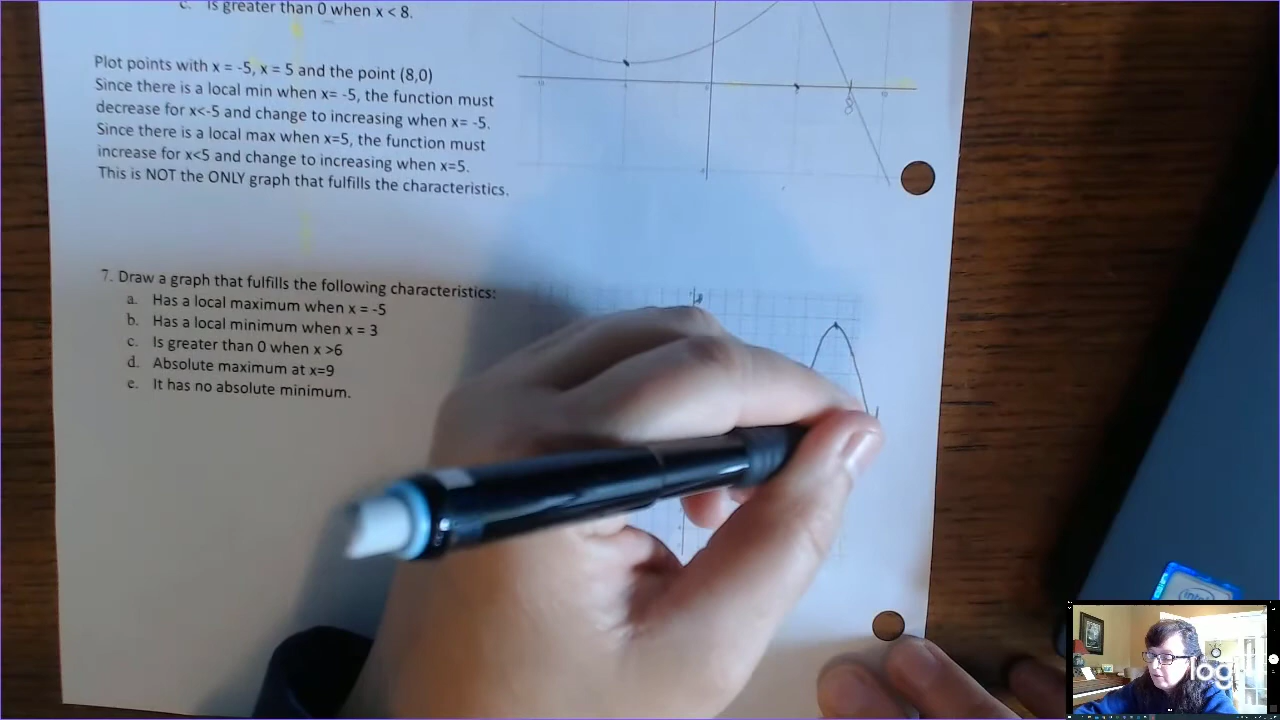 c. is greater than 0 when x < 8.
Plot points with x = -5, x = 5 and the point (8,0)
Since there is a local min when x= -5, the function must
decrease for x<-5 and change to increasing when x= -5.
Since there is a local max when x=5, the function must
increase for x<5 and change to increasing when x=5.
This is NOT the ONLY graph that fulfills the characteristics.
8
7. Draw a graph that fulfills the following characteristics:
a. Has a local maximum when x = -5
b. Has a local minimum when x = 3
c. Is greater than 0 when x >6
d. Absolute maximum at x=9
e. It has no absolute minimum.
intel
log